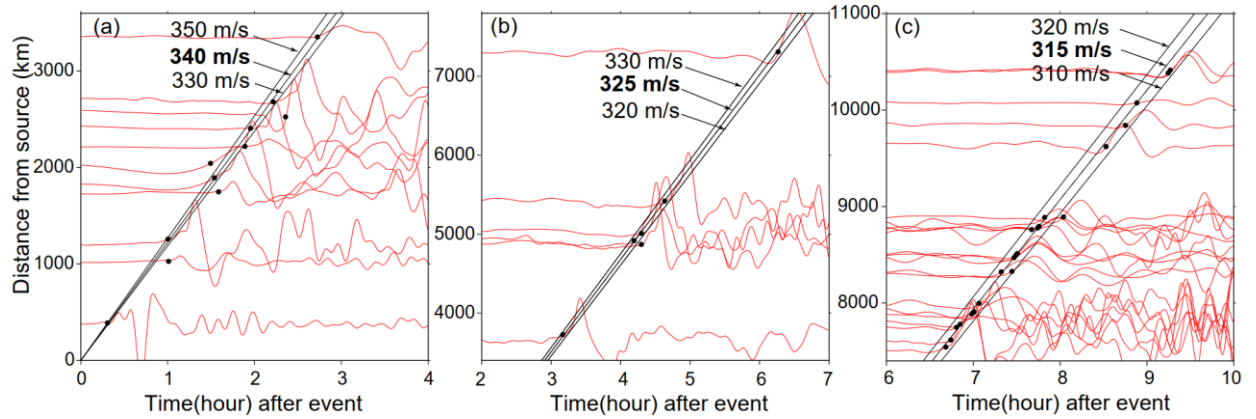 (a)
350 m/s
340 m/s
330 m/s
Distance from source (km)
3000
2000
1000
0
0 1 2 3 4
Time(hour) after event
(b)
330 m/s
325 m/s
320 m/s
7000
6000
5000
4000
2 3 4 5 6 7
Time(hour) after event
(c)
320 m/s
315 m/s
310 m/s
11000
10000
9000
8000
6 7 8 9 10
Time(hour) after event